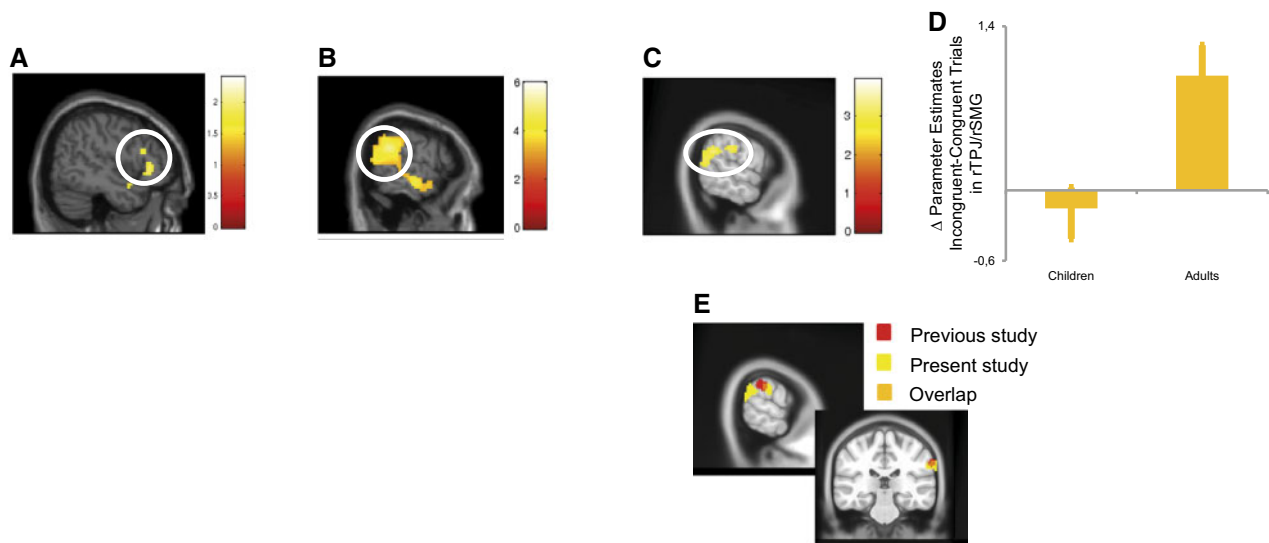 A
2
1.5
1
0.5
0
B
6
4
2
0
C
3
2
1
0
D
1,4
Δ Parameter Estimates
Incongruent-Congruent Trials
in rTPJ/rSMG
-0,6
Children
Adults
E
Previous study
Present study
Overlap